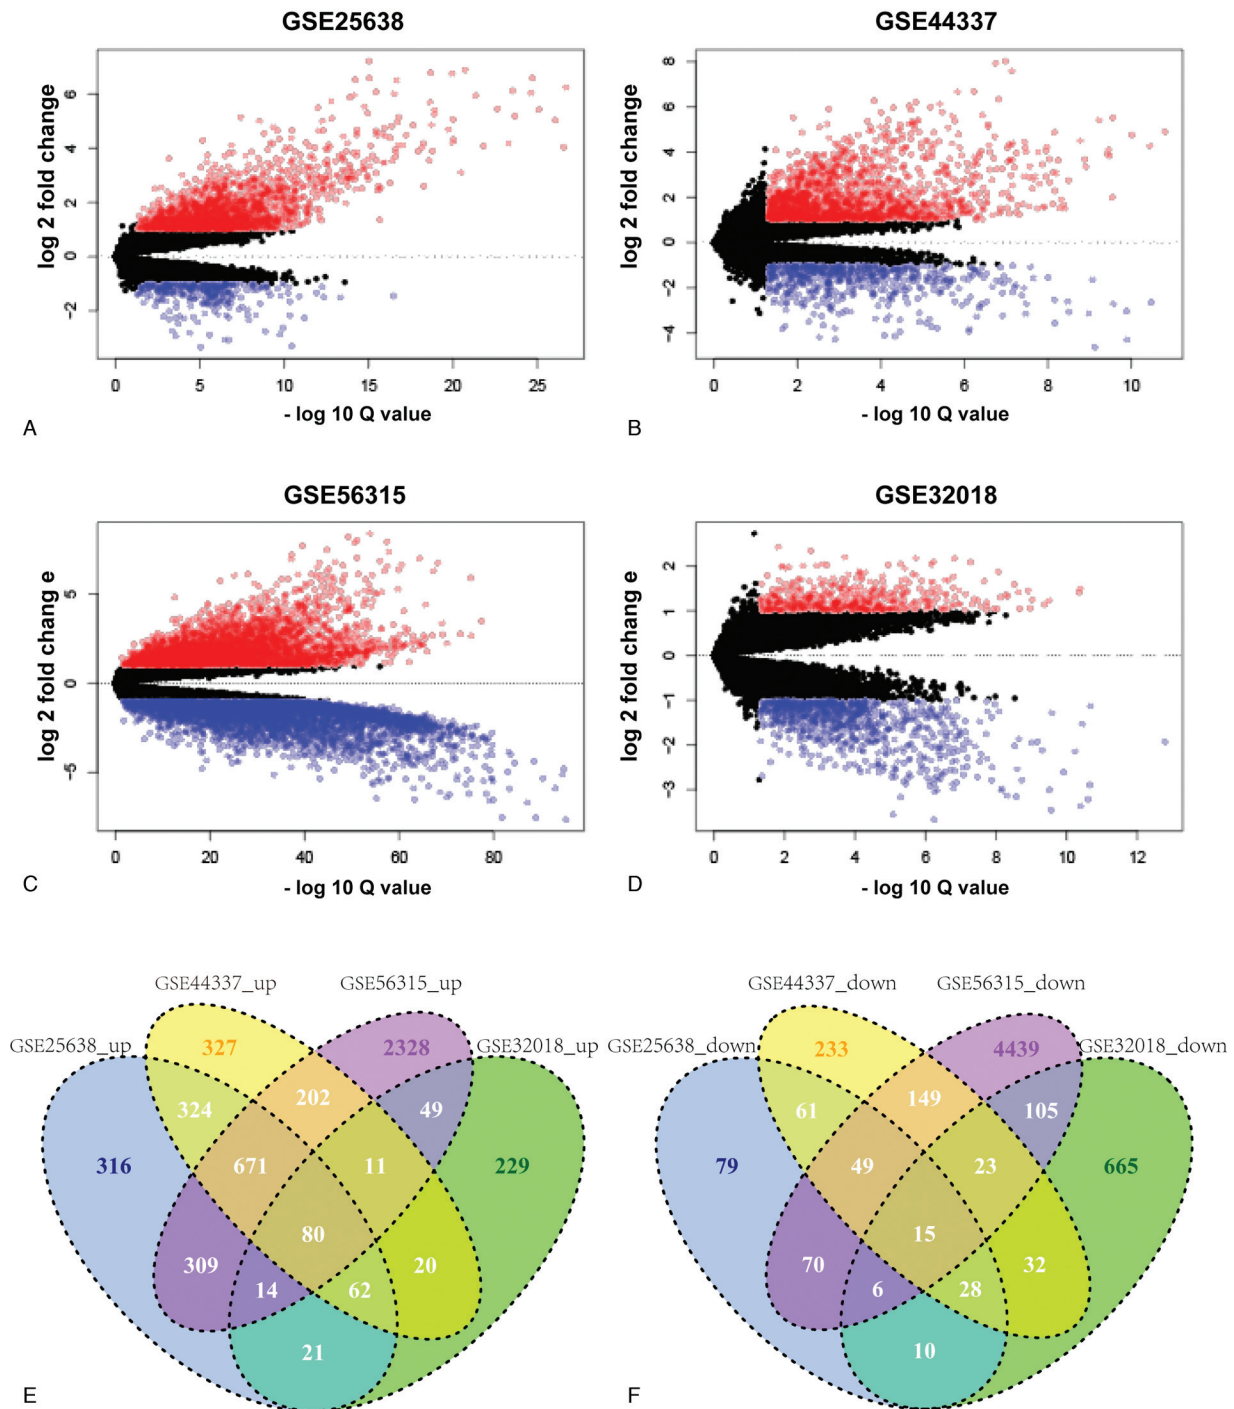 GSE25638
log 2 fold change
6
4
2
0
−2
0 5 10 15 20 25
- log 10 Q value
A
GSE44337
log 2 fold change
8
6
4
2
0
−2
−4
0 2 4 6 8 10
- log 10 Q value
B
GSE56315
log 2 fold chang e
5
0
−5
0 20 40 60 80
- log 10 Q value
C
GSE32018
log 2 fold change
2
1
0
−1
−2
−3
0 2 4 6 8 10 12
- log 10 Q value
D
GSE44337_up GSE56315_up
GSE25638_up GSE32018_up
327 2328
202
324 49
316 671 11 229
80
309 20
14 62
21
E
GSE44337_down GSE56315_down
GSE25638_down GSE32018_down
233 4439
149
61 105
79 49 23 665
15
70 32
6 28
10
F